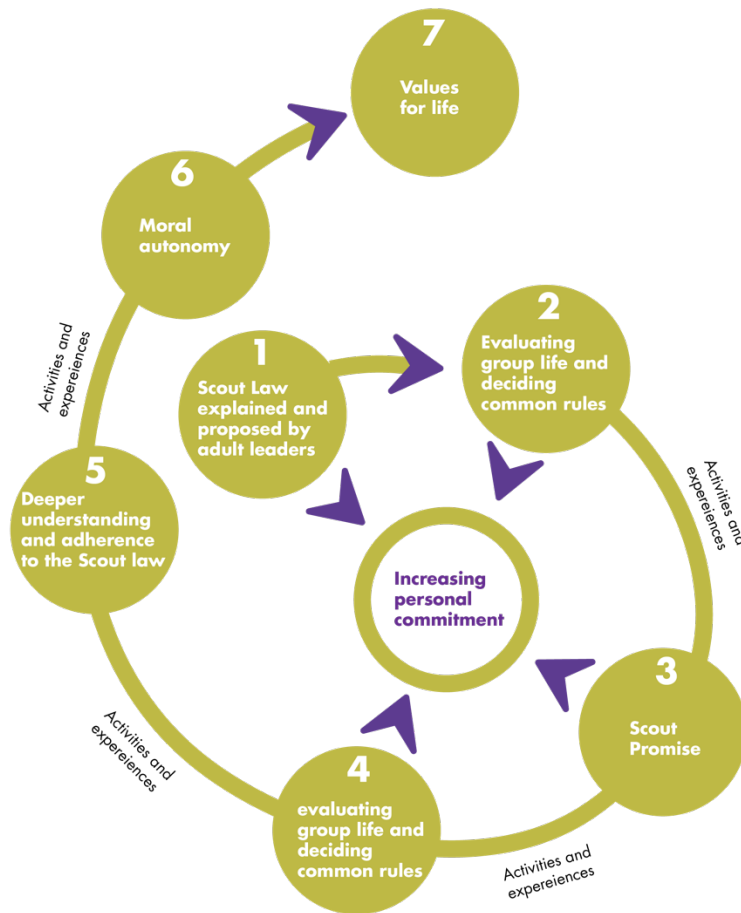 1
Scout Law
explained and
proposed by
adult leaders
2
Evaluating
group life and
deciding
common rules
Activities and
expereiences
3
Scout
Promise
Activities and
expereiences
4
evaluating
group life and
deciding
common rules
Activities and
expereiences
5
Deeper
understanding
and adherence
to the Scout law
Activities and
expereiences
6
Moral
autonomy
7
Values
for life
Increasing
personal
commitment